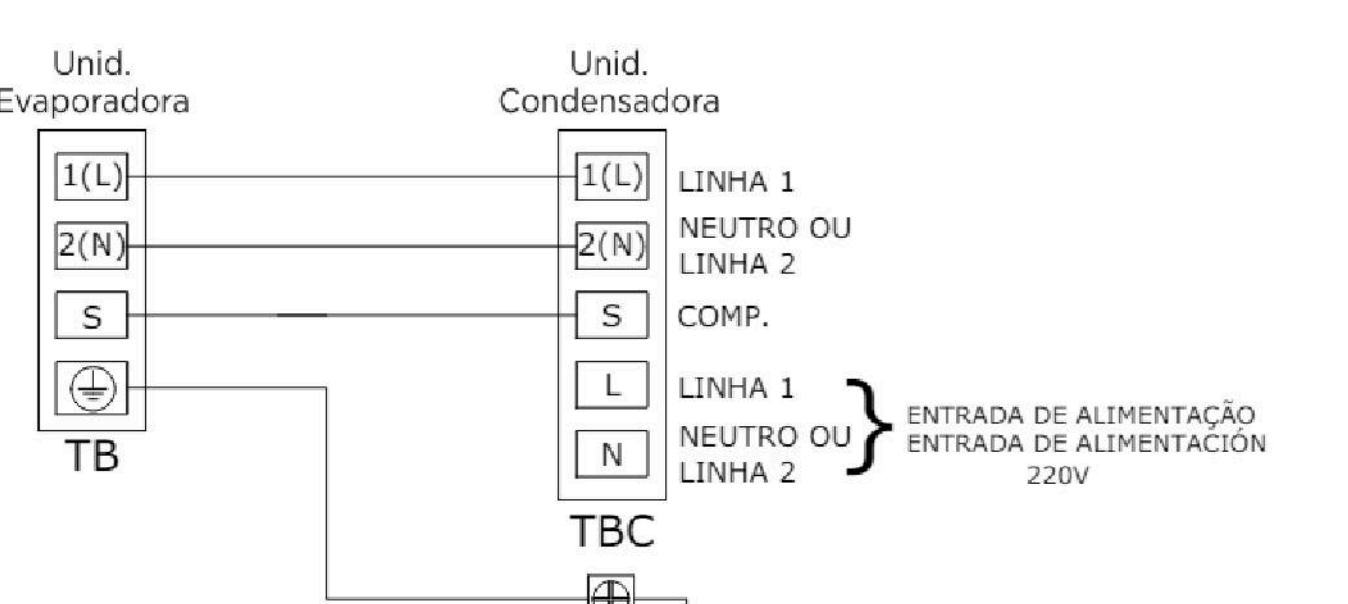 Unid.
Evaporadora
Unid.
Condensadora
1(L)
1(L)
LINHA 1
2(N)
2(N)
NEUTRO OU
LINHA 2
S
S
COMP.
L
LINHA 1
N
NEUTRO OU
LINHA 2
ENTRADA DE ALIMENTAÇÃO
ENTRADA DE ALIMENTACIÓN
220V
TB
TBC